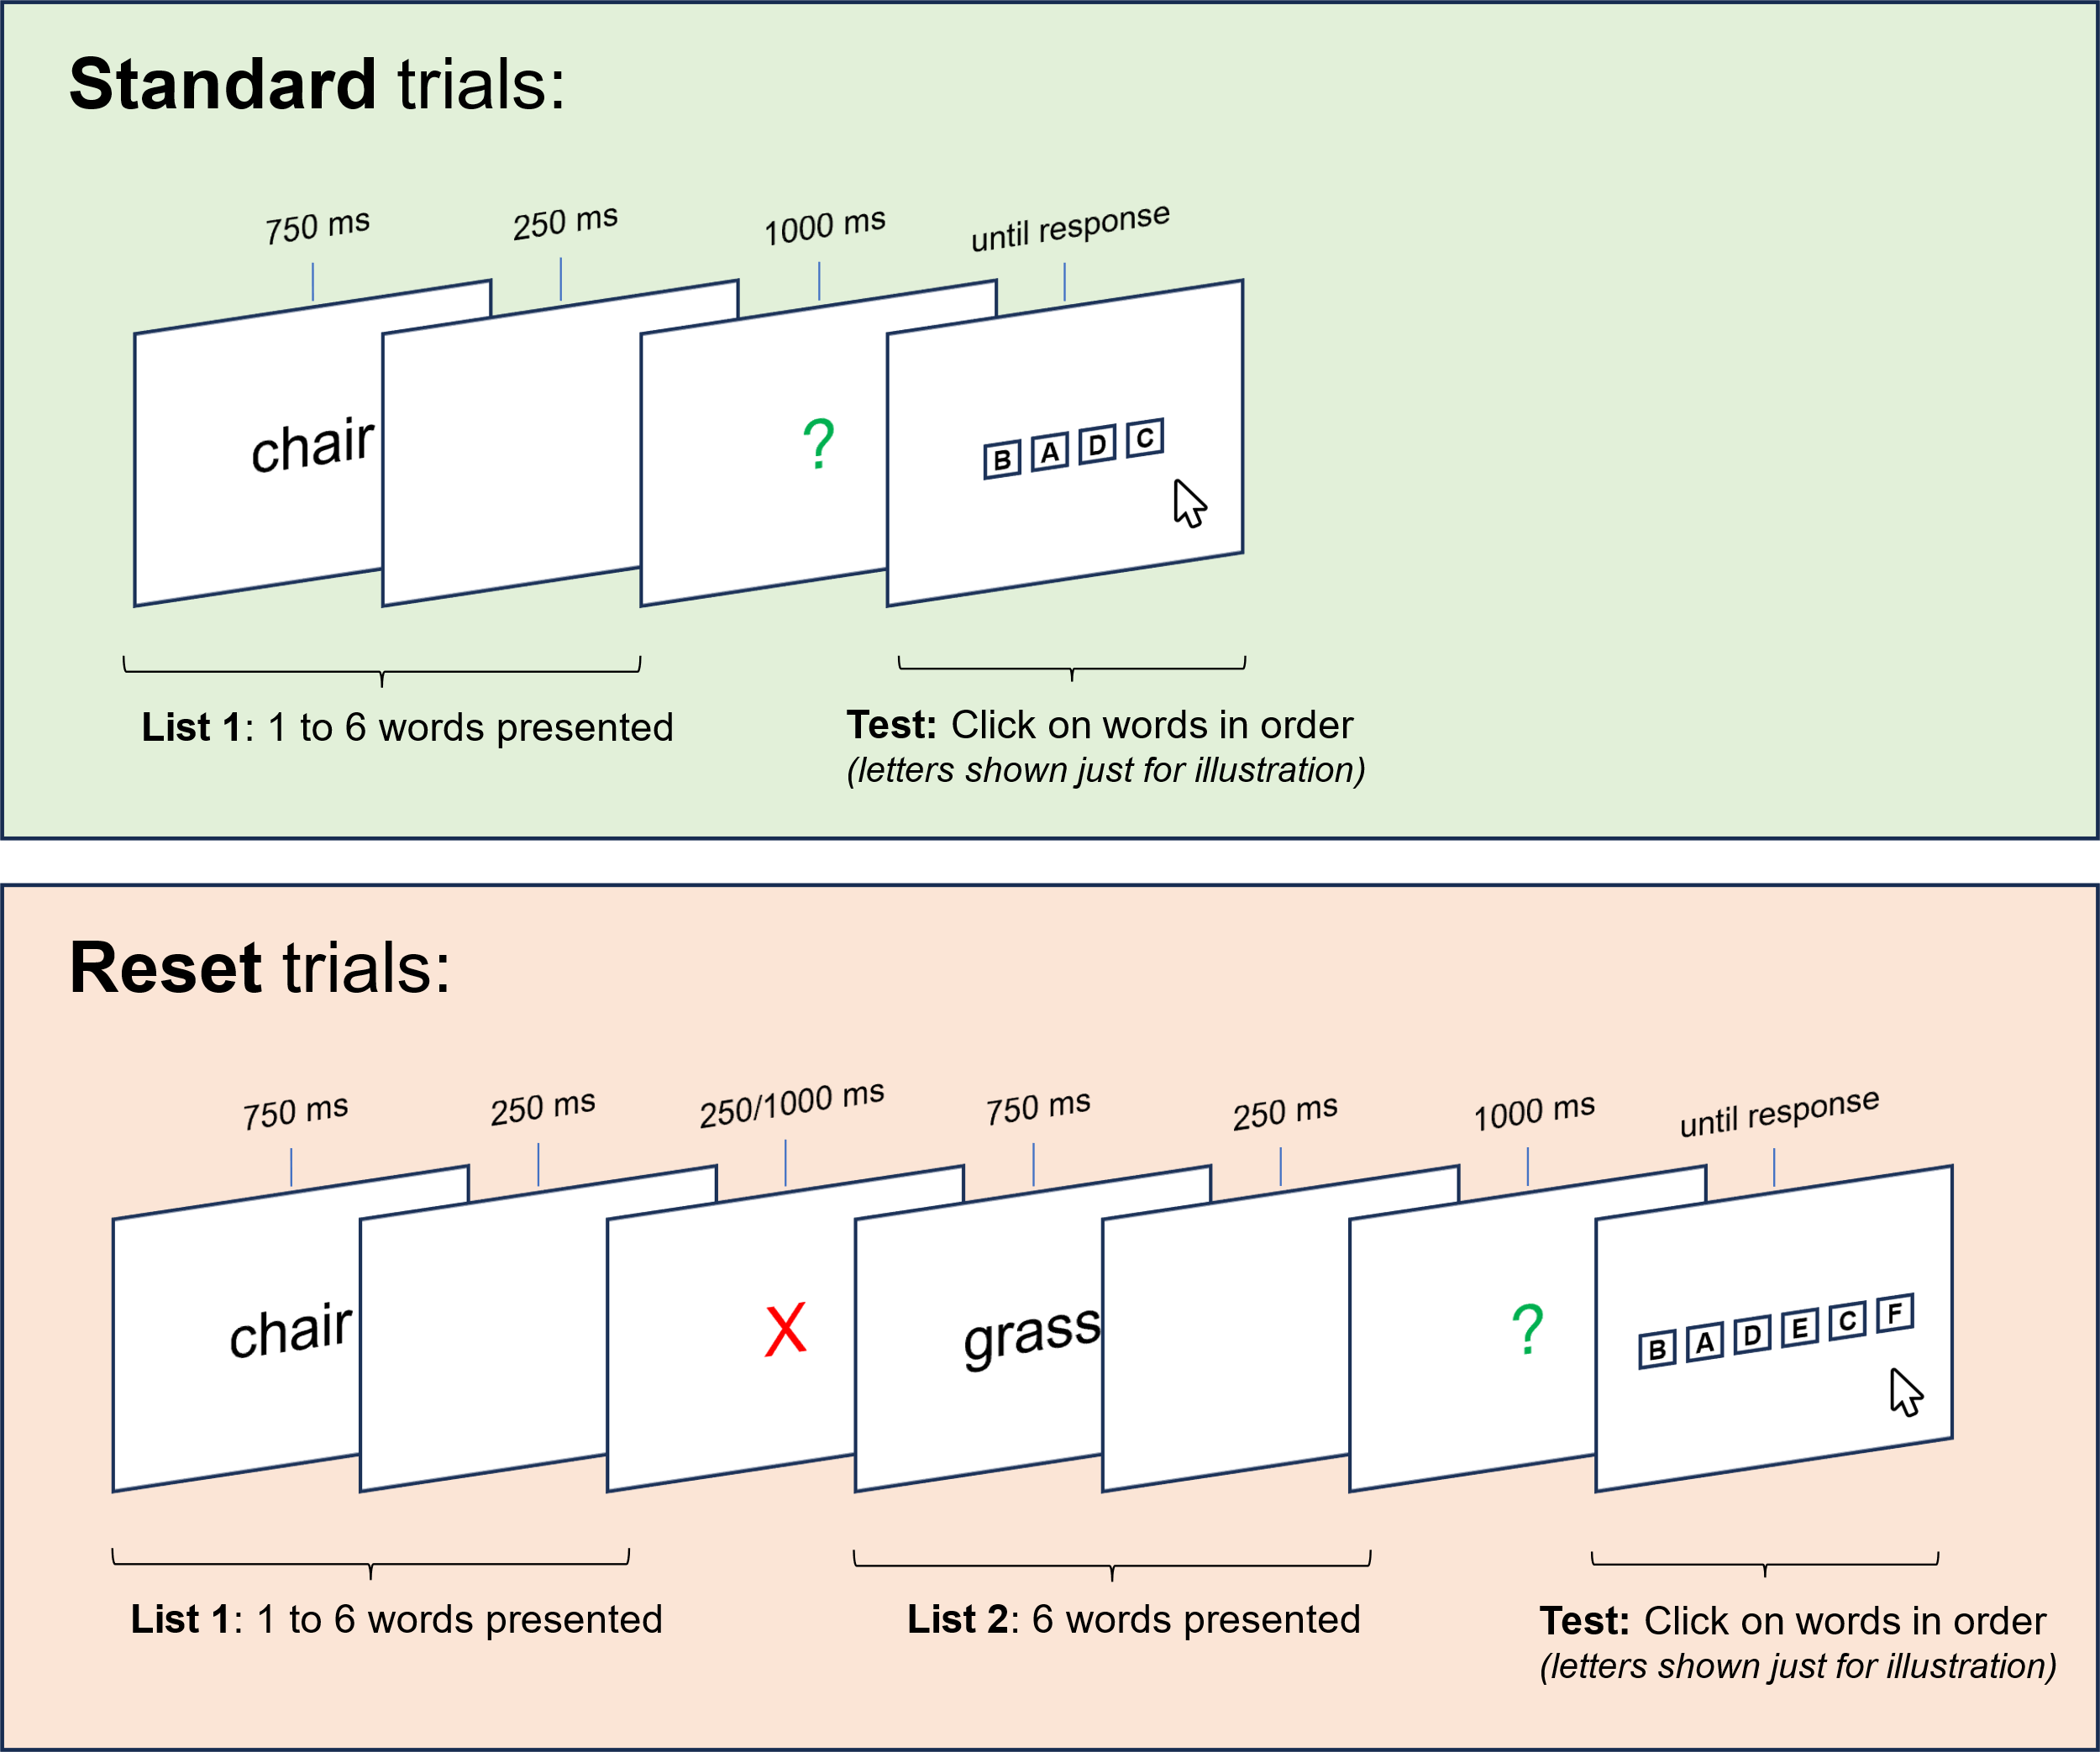 Standard trials:
750 ms
250 ms
1000 ms
until response
chair
?
B A D C
List 1: 1 to 6 words presented
Test: Click on words in order
(letters shown just for illustration)
Reset trials:
750 ms
250 ms
250/1000 ms
750 ms
250 ms
1000 ms
until response
chair
X
grass
?
B A D E C F
List 1: 1 to 6 words presented
List 2: 6 words presented
Test: Click on words in order
(letters shown just for illustration)